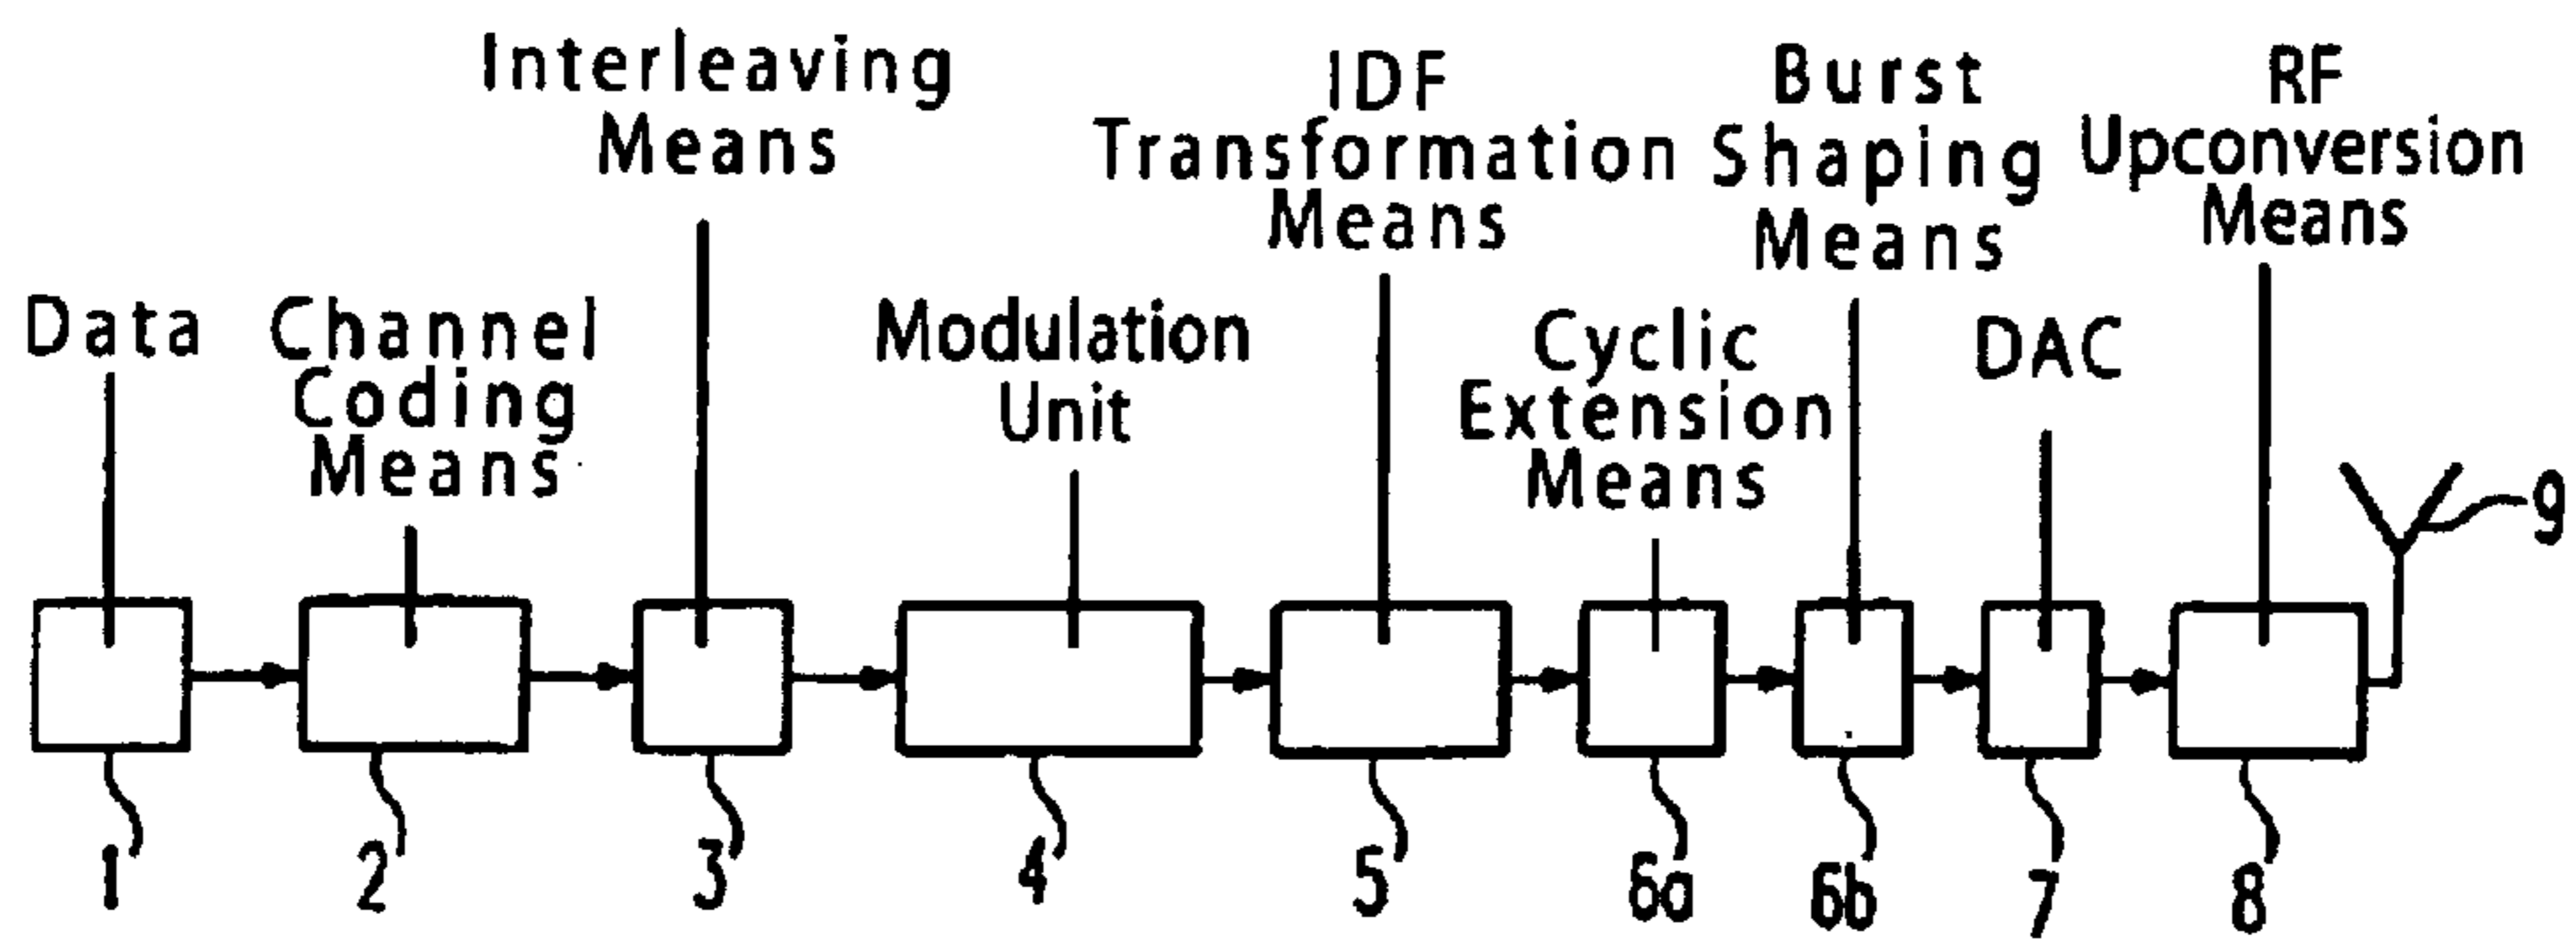 Interleaving
Means
IDF
Transformation
Means
Burst
Shaping
Means
RF
Upconversion
Means
Data
Channel
Coding
Means
Modulation
Unit
Cyclic
Extension
Means
DAC
9
1
2
3
4
5
6a
6b
7
8